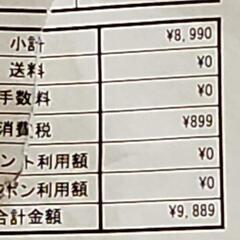 小計 ¥8,990
送料 ¥0
手数料 ¥0
消費税 ¥899
ント利用額 ¥0
ポン利用額 ¥0
合計金額 ¥9,889